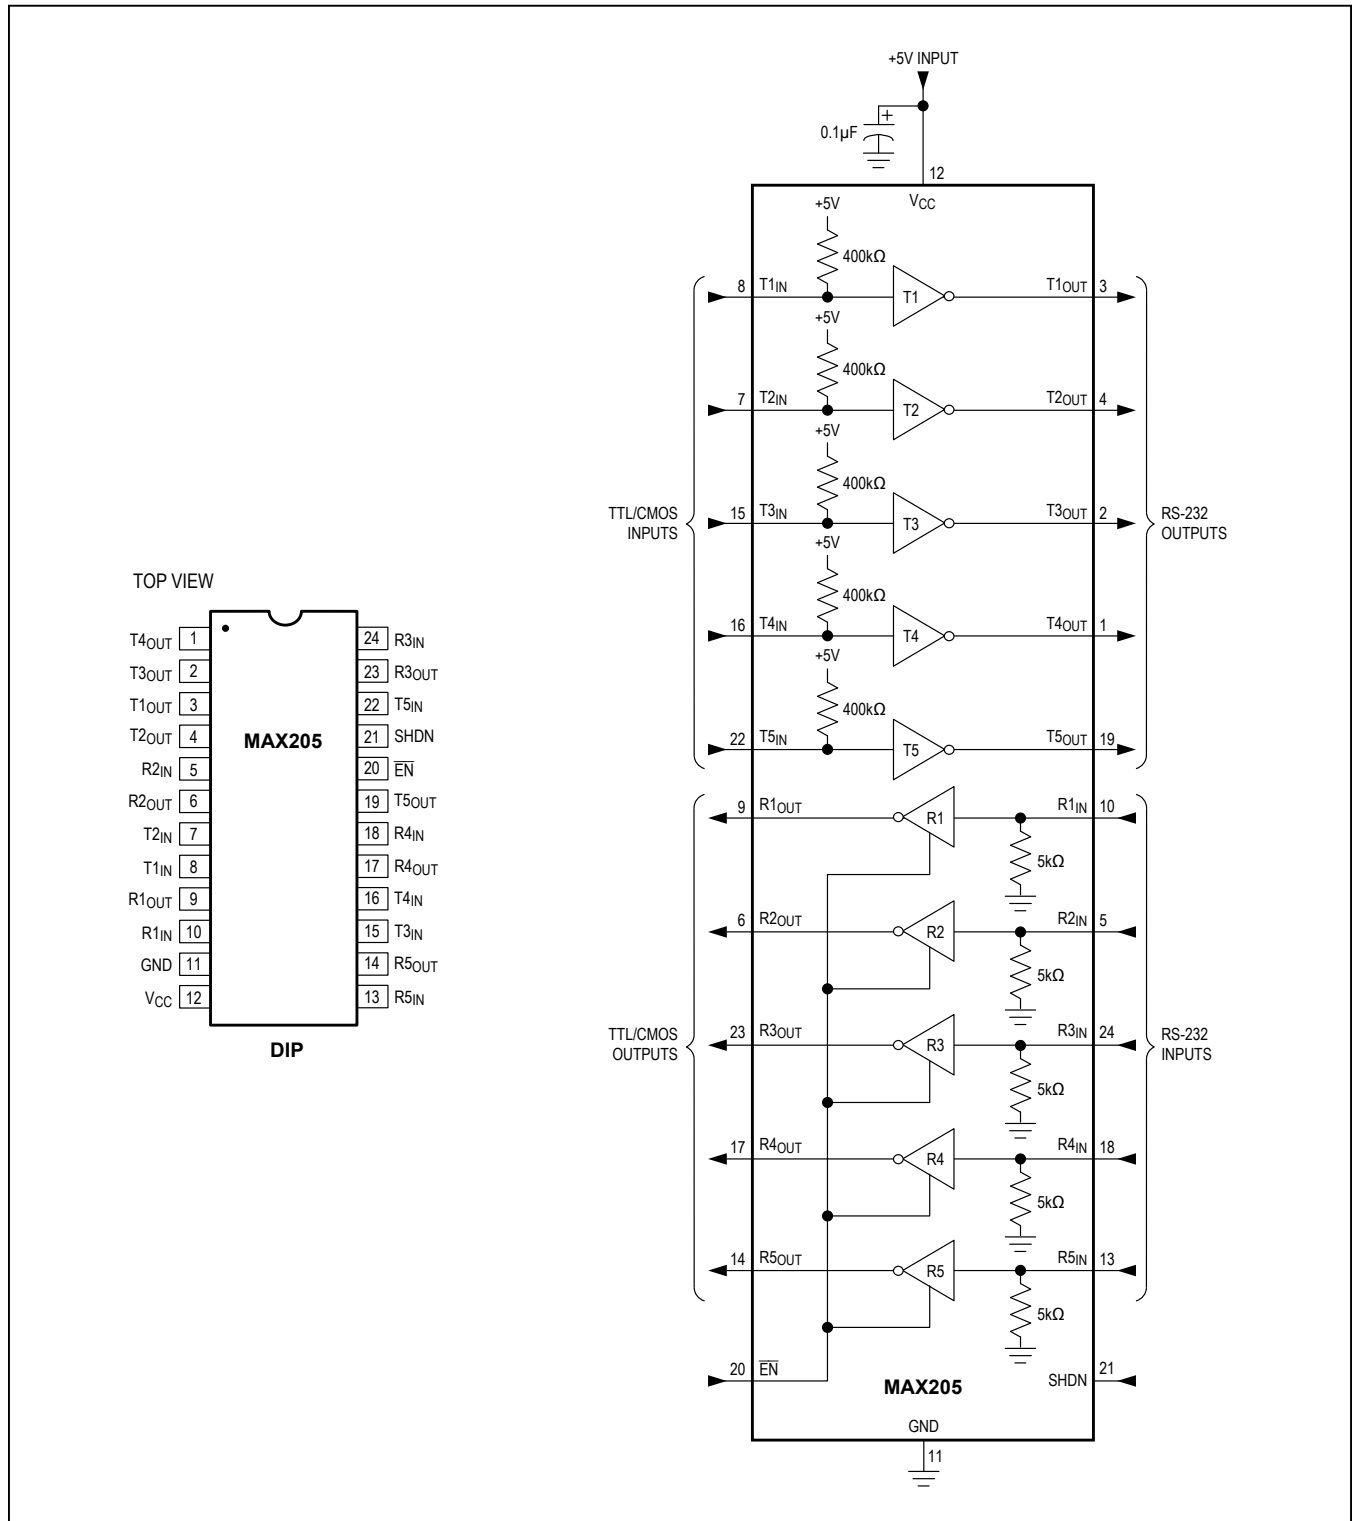 +5V INPUT
0.1µF
12
VCC
+5V
400kΩ
8 T1IN T1 T1OUT 3
+5V
400kΩ
7 T2IN T2 T2OUT 4
+5V
400kΩ
TTL/CMOS
INPUTS
15 T3IN T3 T3OUT 2
RS-232
OUTPUTS
+5V
400kΩ
16 T4IN T4 T4OUT 1
+5V
400kΩ
22 T5IN T5 T5OUT 19
9 R1OUT R1 R1IN 10
5kΩ
6 R2OUT R2 R2IN 5
5kΩ
TTL/CMOS
OUTPUTS
23 R3OUT R3 R3IN 24
RS-232
INPUTS
5kΩ
17 R4OUT R4 R4IN 18
5kΩ
14 R5OUT R5 R5IN 13
5kΩ
20 EN
MAX205
SHDN 21
GND
11
TOP VIEW
T4OUT 1 24 R3IN
T3OUT 2 23 R3OUT
T1OUT 3 22 T5IN
T2OUT 4 MAX205 21 SHDN
R2IN 5 20 EN
R2OUT 6 19 T5OUT
T2IN 7 18 R4IN
T1IN 8 17 R4OUT
R1OUT 9 16 T4IN
R1IN 10 15 T3IN
GND 11 14 R5OUT
VCC 12 13 R5IN
DIP